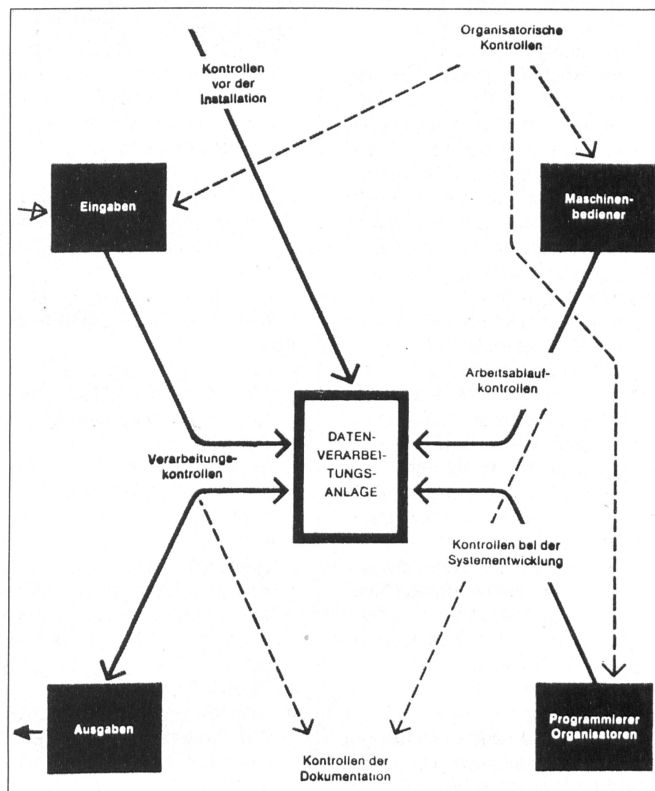 Organisatorische
Kontrollen
Kontrollen
vor der
Installation
Eingaben
Maschinen-
bediener
Arbeitsablauf-
kontrollen
DATEN-
VERARBEI-
TUNGS-
ANLAGE
Verarbeitungs-
kontrollen
Kontrollen bei der
Systementwicklung
Ausgaben
Programmierer
Organisatoren
Kontrollen der
Dokumentation